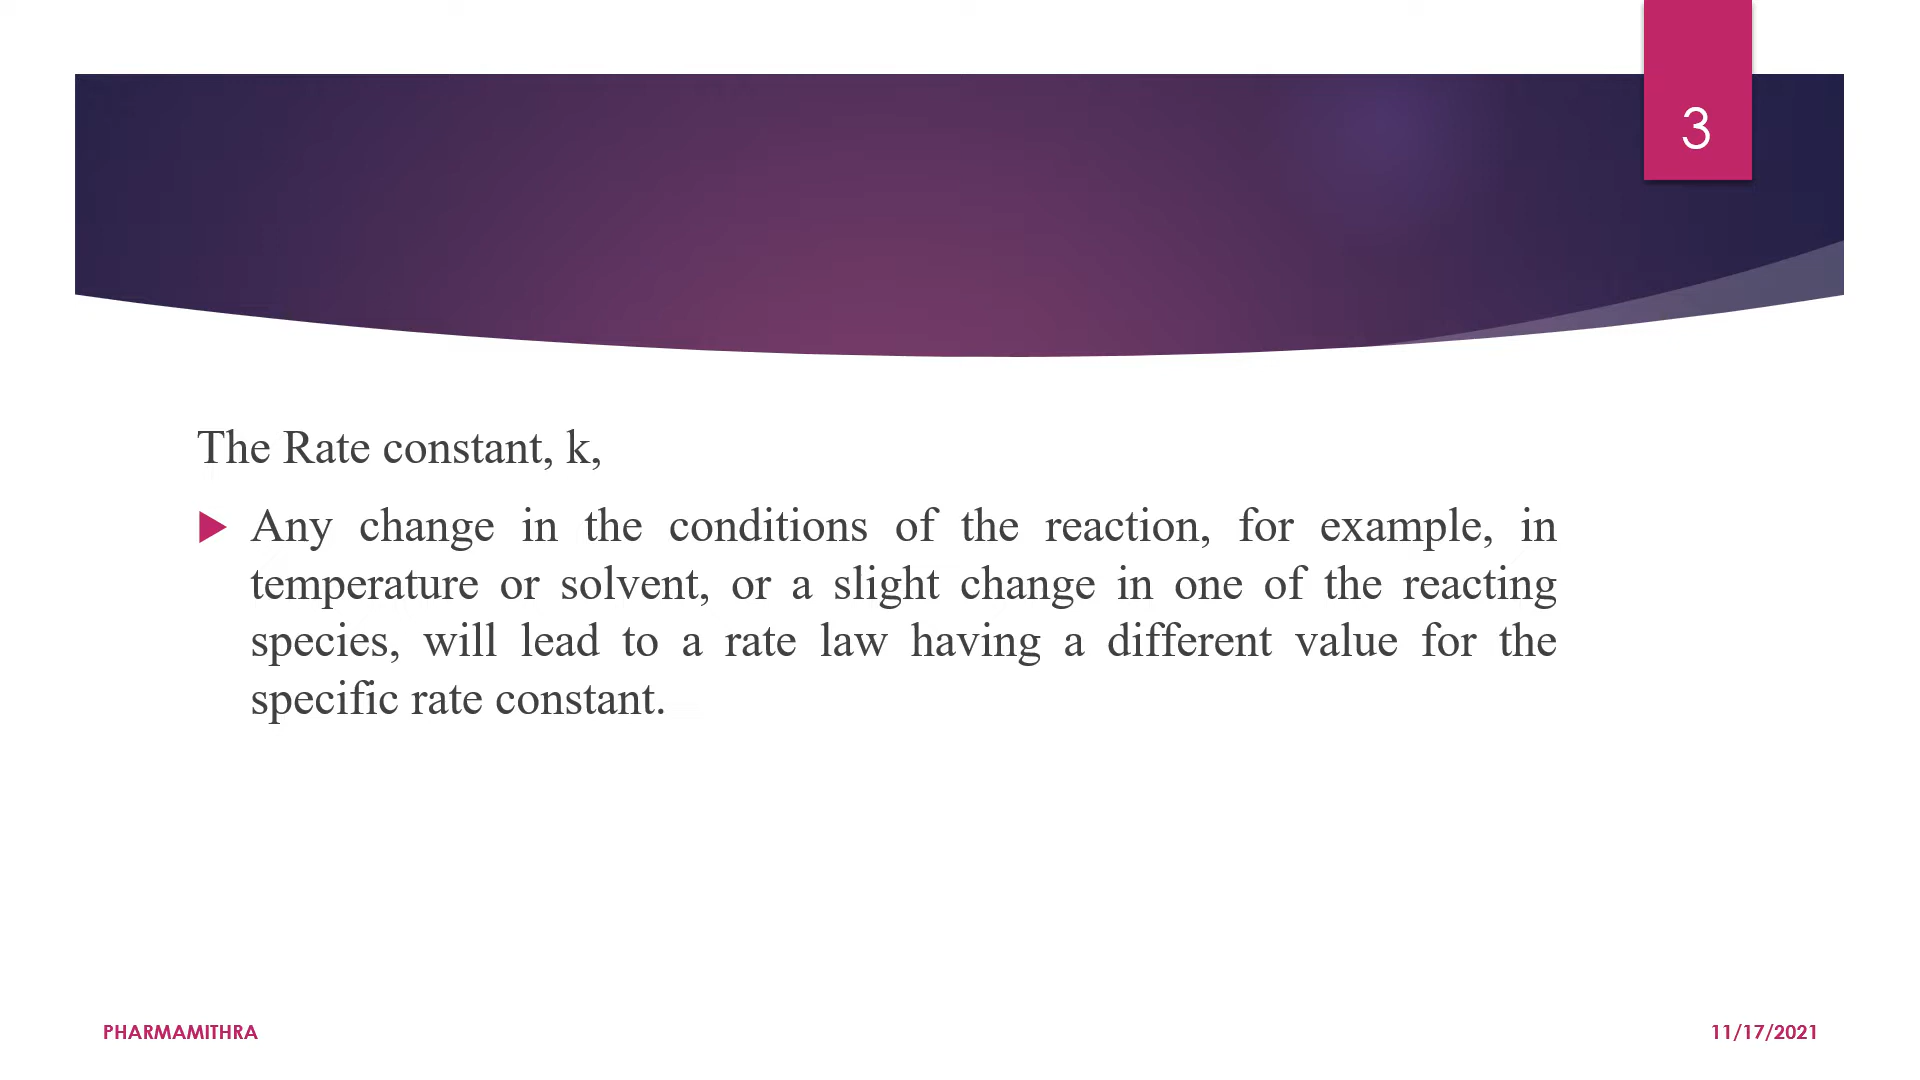 3
The Rate constant, k,
Any change in the conditions of the reaction, for example, in
temperature or solvent, or a slight change in one of the reacting
species, will lead to a rate law having a different value for the
specific rate constant.
PHARMAMITHRA
11/17/2021